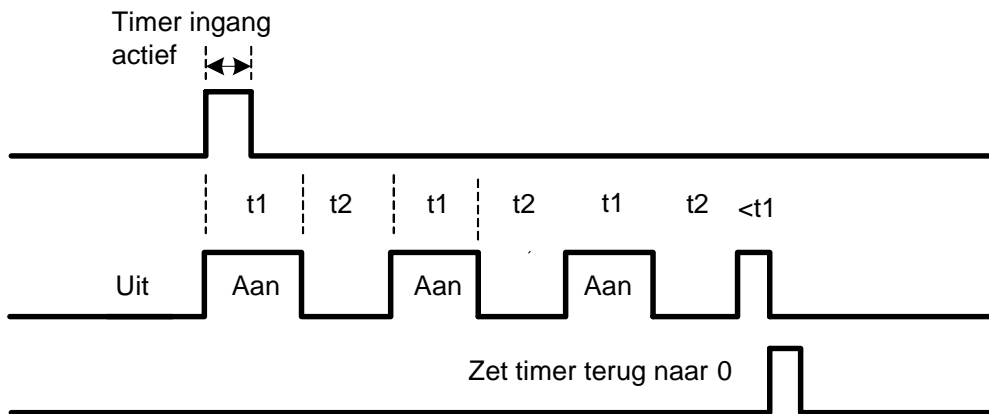 Timer ingang
actief
t1 t2 t1 t2 t1 t2 <t1
Uit Aan Aan Aan
Zet timer terug naar 0